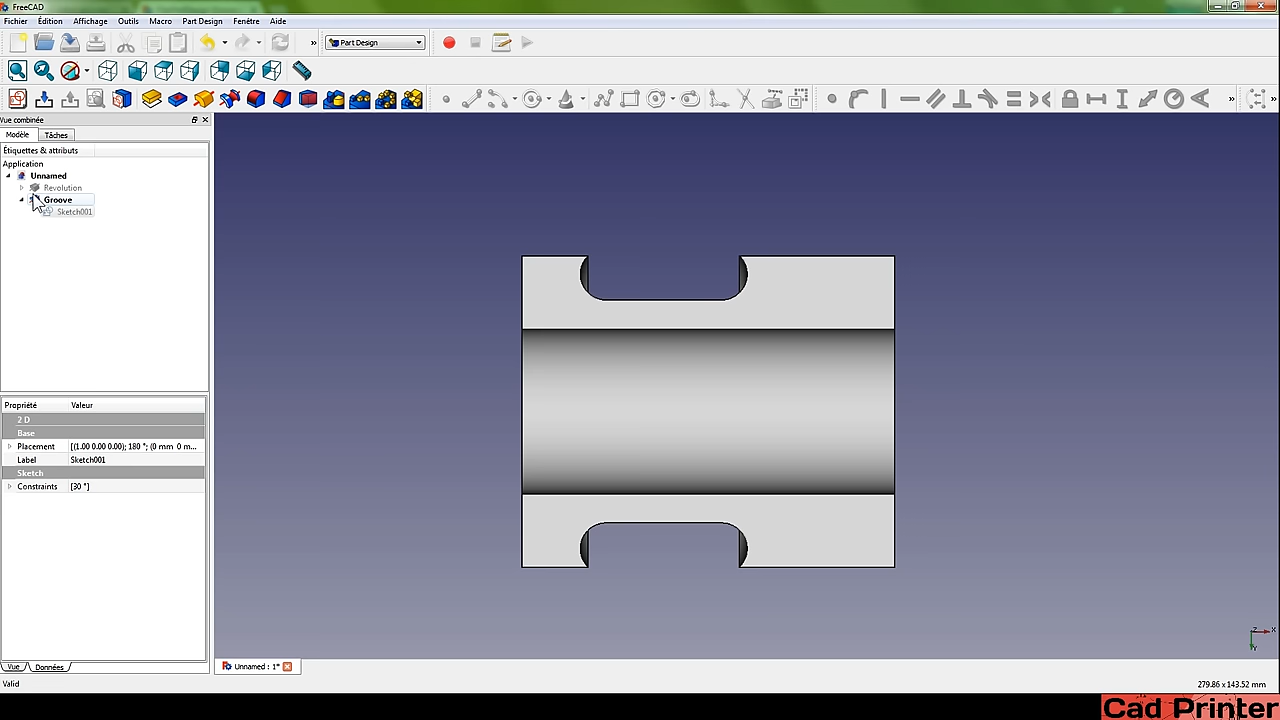 FreeCAD
Fichier Édition Affichage Outils Macro Part Design Fenêtre Aide
» Part Design
» »
Vue combinée
Modèle Tâches
Étiquettes & attributs
Application
Unnamed
Revolution
Groove
Sketch001
Propriété Valeur
2 D
Base
Placement [(1.00 0.00 0.00); 180 °; (0 mm 0 m...
Label Sketch001
Sketch
Constraints [30 °]
Vue Données
Unnamed : 1*
Valid
279.86 x 143.52 mm
Z X
Y
Cad Printer